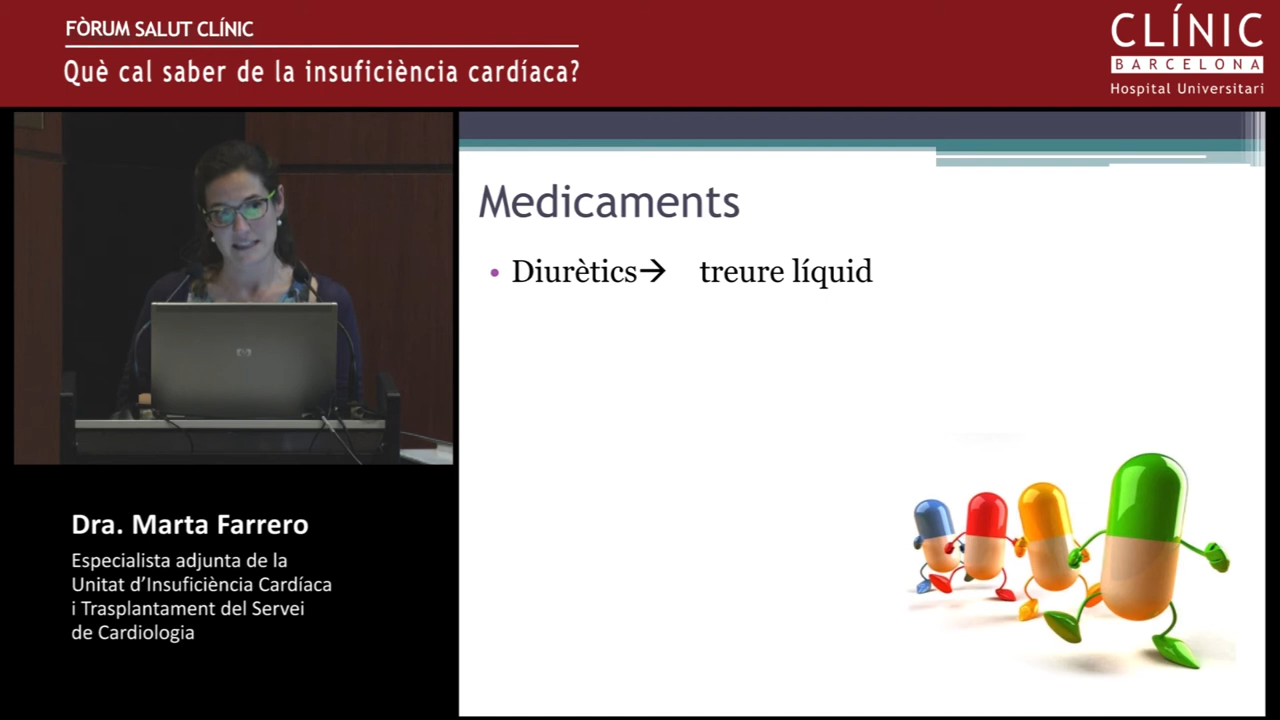 FÒRUM SALUT CLÍNIC
Què cal saber de la insuficiència cardíaca?
CLÍNIC
BARCELONA
Hospital Universitari
Medicaments
• Diurètics→ treure líquid
Dra. Marta Farrero
Especialista adjunta de la
Unitat d’Insuficiència Cardíaca
i Trasplantament del Servei
de Cardiologia